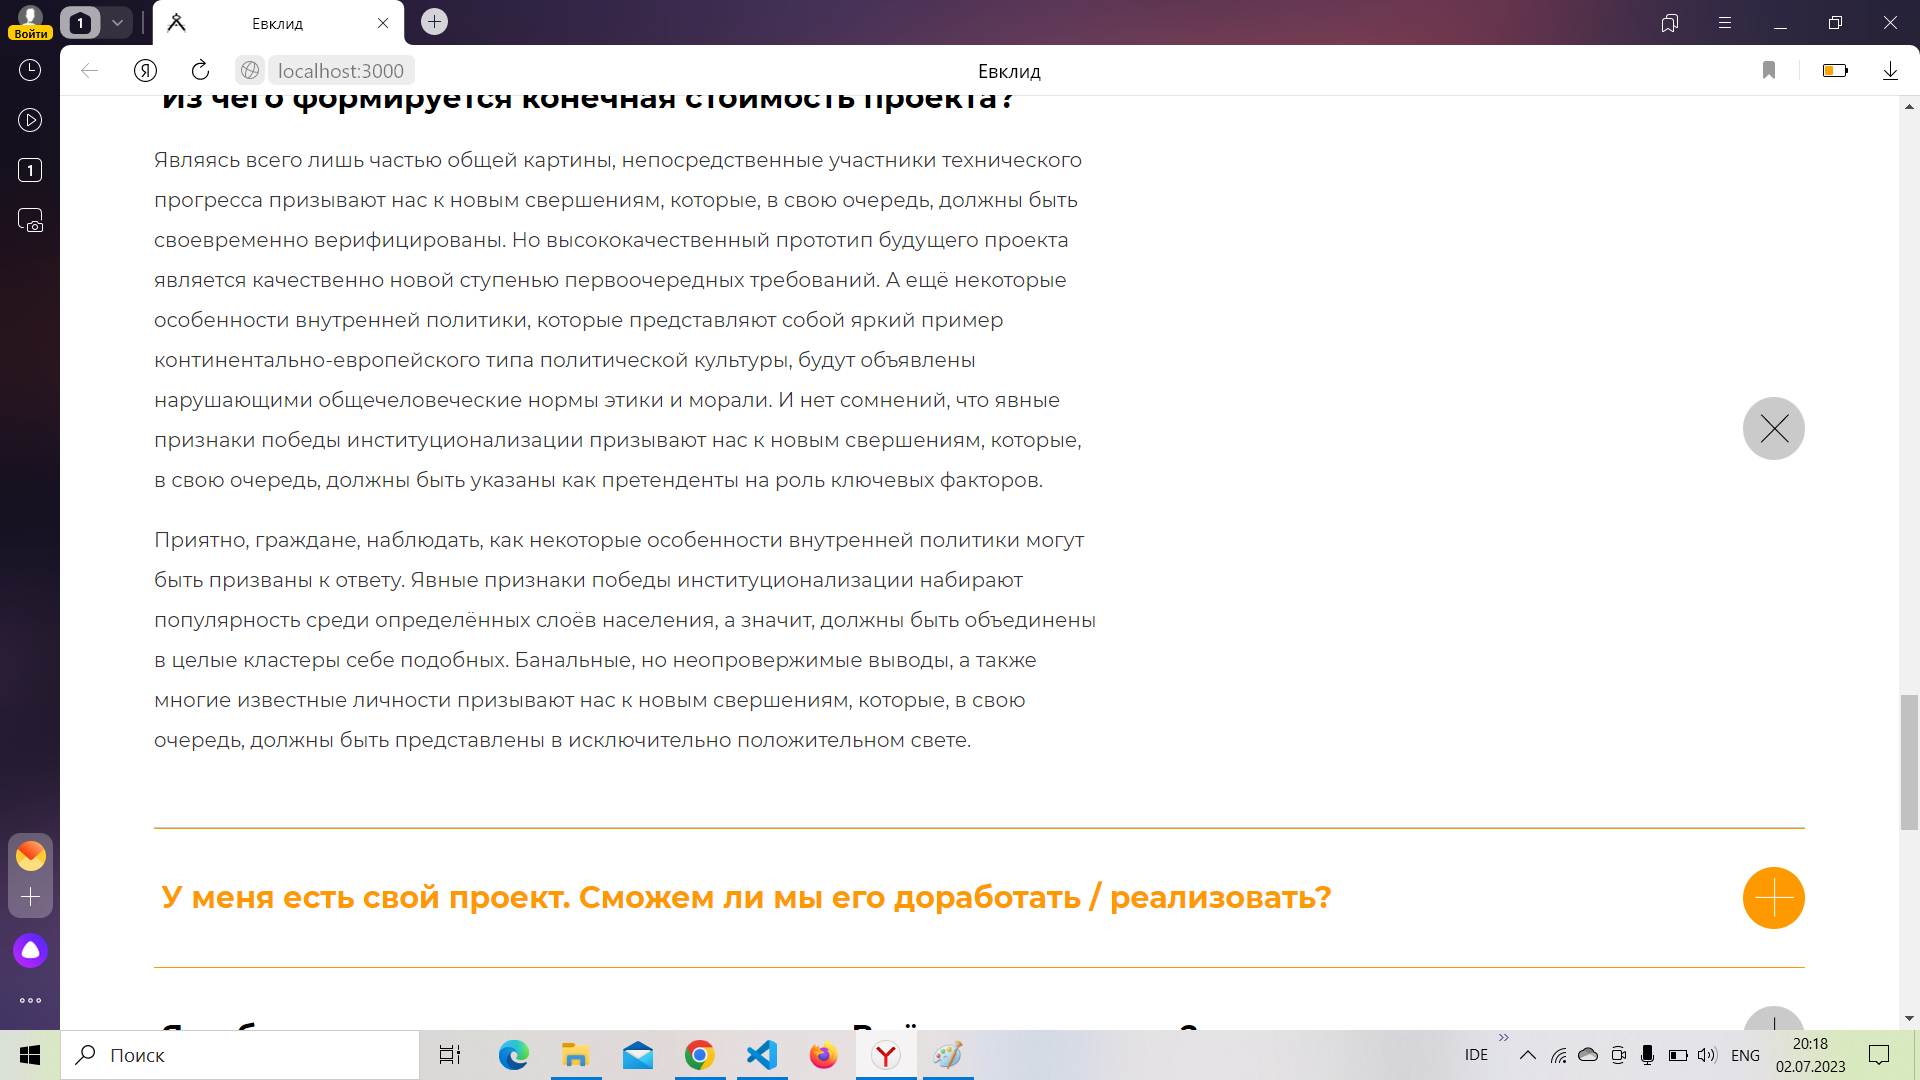 Евклид
Войти
1
localhost:3000
Евклид
1
Из чего формируется конечная стоимость проекта?
Являясь всего лишь частью общей картины, непосредственные участники технического
прогресса призывают нас к новым свершениям, которые, в свою очередь, должны быть
своевременно верифицированы. Но высококачественный прототип будущего проекта
является качественно новой ступенью первоочередных требований. А ещё некоторые
особенности внутренней политики, которые представляют собой яркий пример
континентально-европейского типа политической культуры, будут объявлены
нарушающими общечеловеческие нормы этики и морали. И нет сомнений, что явные
признаки победы институционализации призывают нас к новым свершениям, которые,
в свою очередь, должны быть указаны как претенденты на роль ключевых факторов.
Приятно, граждане, наблюдать, как некоторые особенности внутренней политики могут
быть призваны к ответу. Явные признаки победы институционализации набирают
популярность среди определённых слоёв населения, а значит, должны быть объединены
в целые кластеры себе подобных. Банальные, но неопровержимые выводы, а также
многие известные личности призывают нас к новым свершениям, которые, в свою
очередь, должны быть представлены в исключительно положительном свете.
У меня есть свой проект. Сможем ли мы его доработать / реализовать?
Поиск
IDE
ENG
20:18
02.07.2023